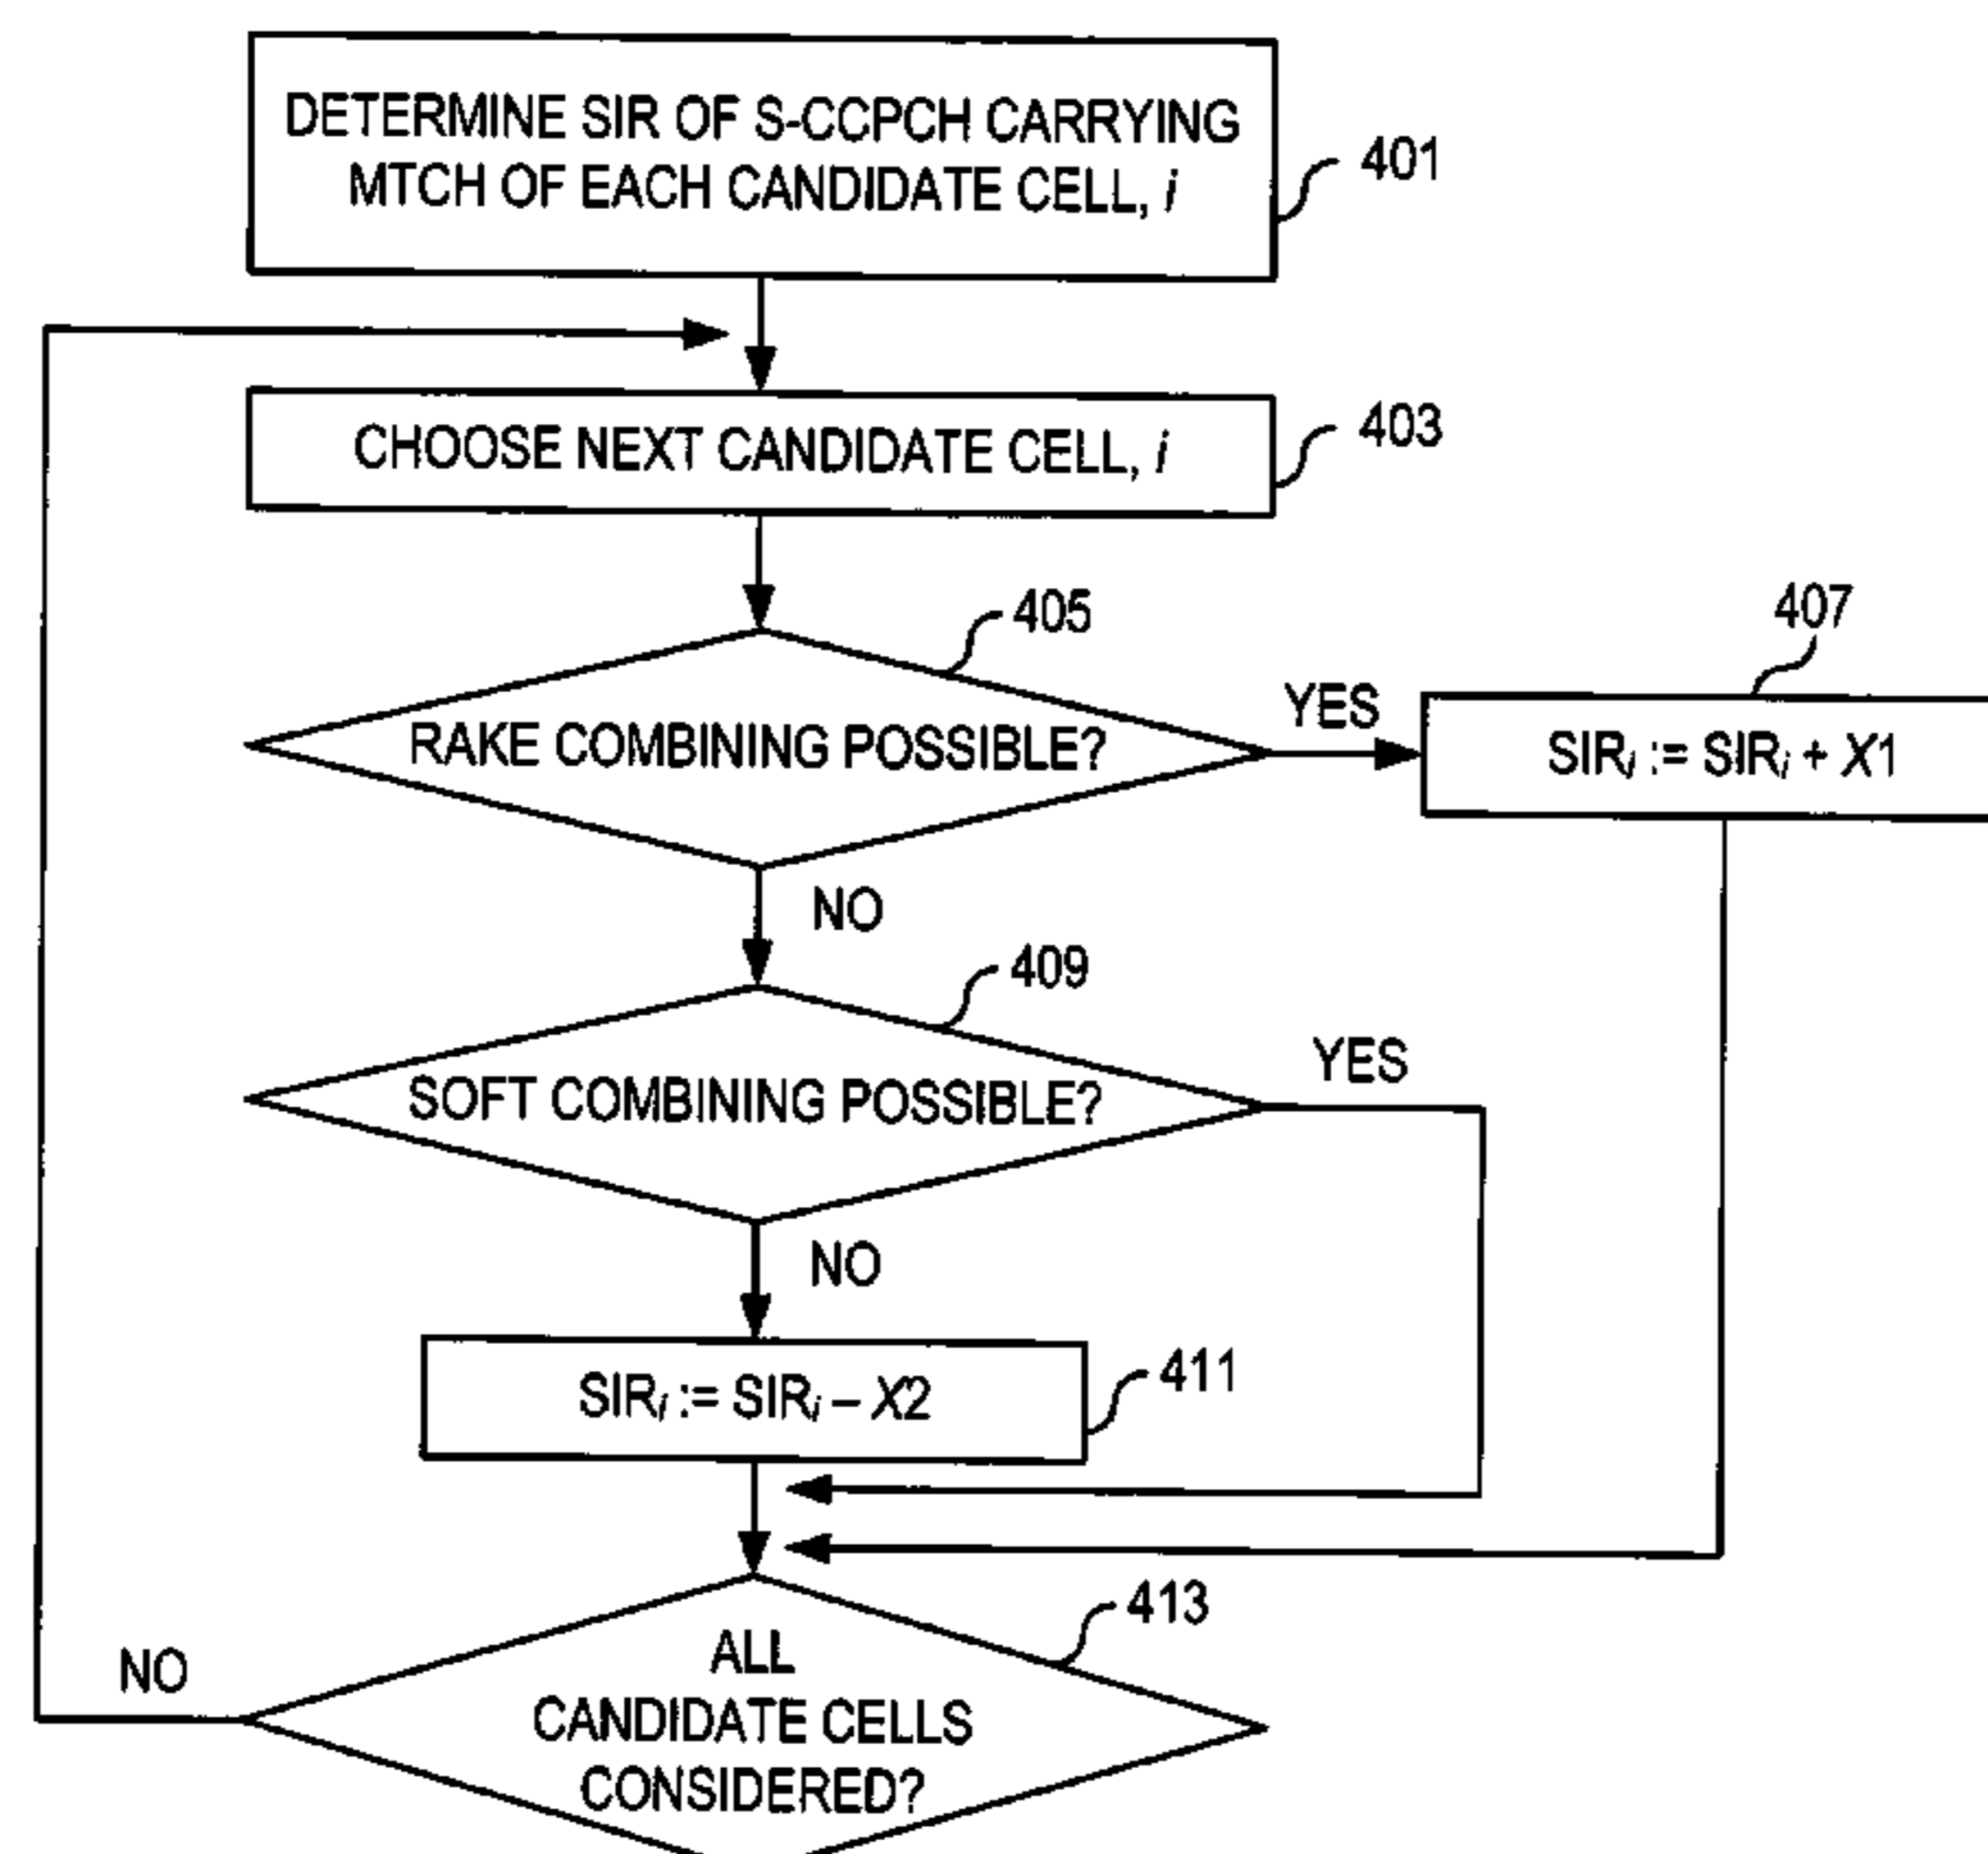 DETERMINE SIR OF S-CCPCH CARRYING
MTCH OF EACH CANDIDATE CELL, i
401
CHOOSE NEXT CANDIDATE CELL, i
403
405
RAKE COMBINING POSSIBLE?
YES
407
SIRi := SIRi + X1
NO
409
SOFT COMBINING POSSIBLE?
YES
NO
SIRi := SIRi – X2
411
413
ALL
CANDIDATE CELLS
CONSIDERED?
NO